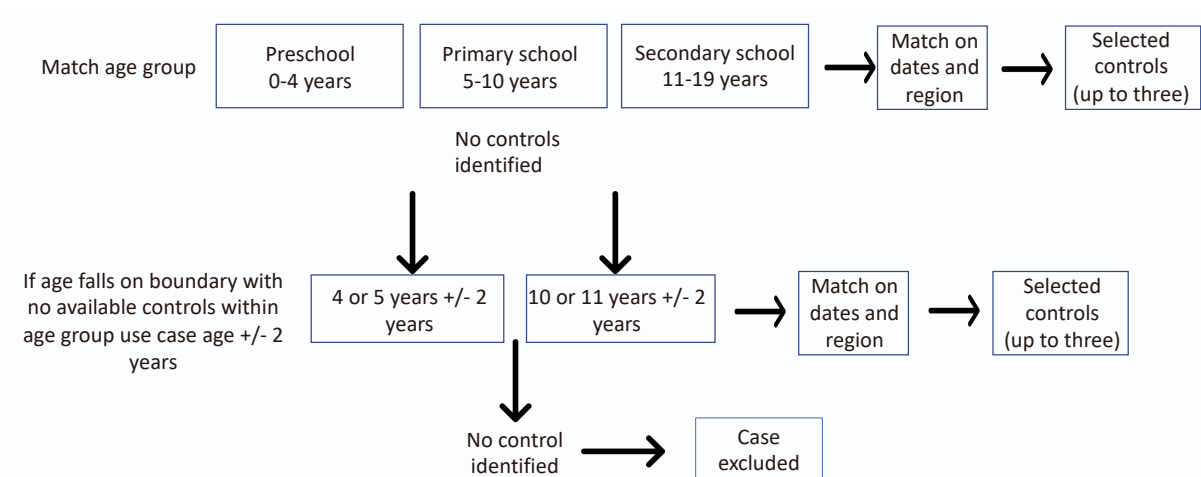 Match age group
Preschool
0-4 years
Primary school
5-10 years
Secondary school
11-19 years
Match on
dates and
region
Selected
controls
(up to three)
No controls
identified
If age falls on boundary with
no available controls within
age group use case age +/- 2
years
4 or 5 years +/- 2
years
10 or 11 years +/- 2
years
Match on
dates and
region
Selected
controls
(up to three)
No control
identified
Case
excluded